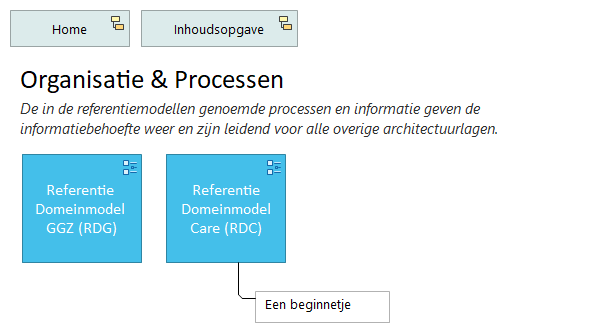 Home
Inhoudsopgave
Organisatie & Processen
De in de referentiemodellen genoemde processen en informatie geven de
informatiebehoefte weer en zijn leidend voor alle overige architectuurlagen.
Referentie
Domeinmodel
GGZ (RDG)
Referentie
Domeinmodel
Care (RDC)
Een beginnetje